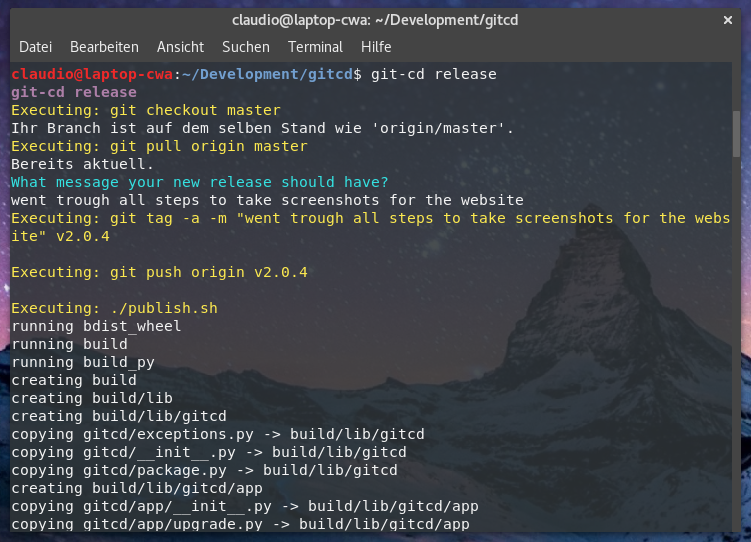 claudio@laptop-cwa: ~/Development/gitcd
Datei Bearbeiten Ansicht Suchen Terminal Hilfe
claudio@laptop-cwa:~/Development/gitcd$ git-cd release
git-cd release
Executing: git checkout master
Ihr Branch ist auf dem selben Stand wie 'origin/master'.
Executing: git pull origin master
Bereits aktuell.
What message your new release should have?
went trough all steps to take screenshots for the website
Executing: git tag -a -m "went trough all steps to take screenshots for the webs
ite" v2.0.4
Executing: git push origin v2.0.4
Executing: ./publish.sh
running bdist_wheel
running build
running build_py
creating build
creating build/lib
creating build/lib/gitcd
copying gitcd/exceptions.py -> build/lib/gitcd
copying gitcd/__init__.py -> build/lib/gitcd
copying gitcd/package.py -> build/lib/gitcd
creating build/lib/gitcd/app
copying gitcd/app/__init__.py -> build/lib/gitcd/app
copying gitcd/app/upgrade.py -> build/lib/gitcd/app